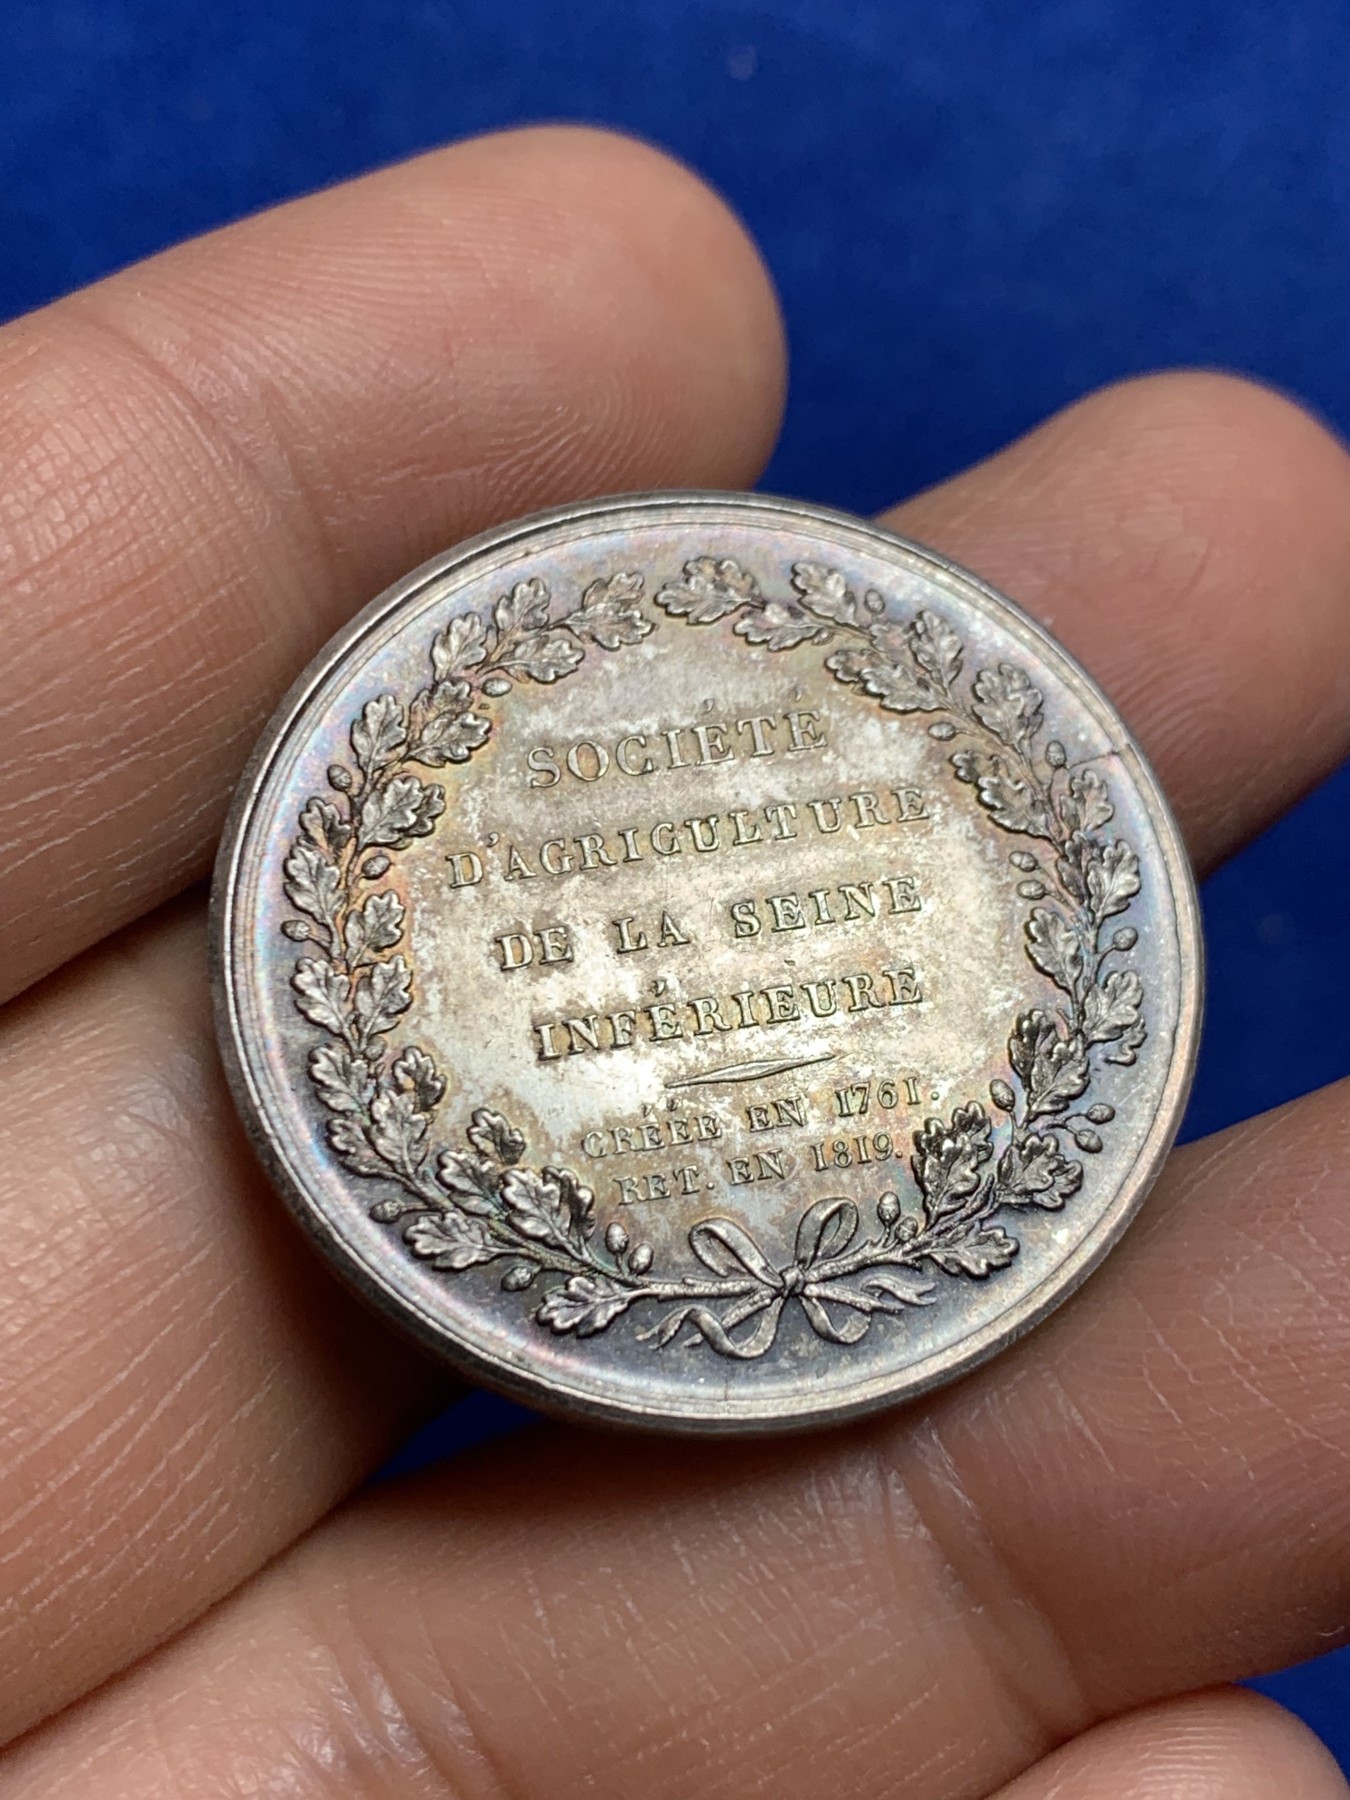 SOCIÉTÉ
D'AGRICULTURE
DE LA SEINE
INFÉRIEURE
CRÉÉE EN 1761.
RET. EN 1819.